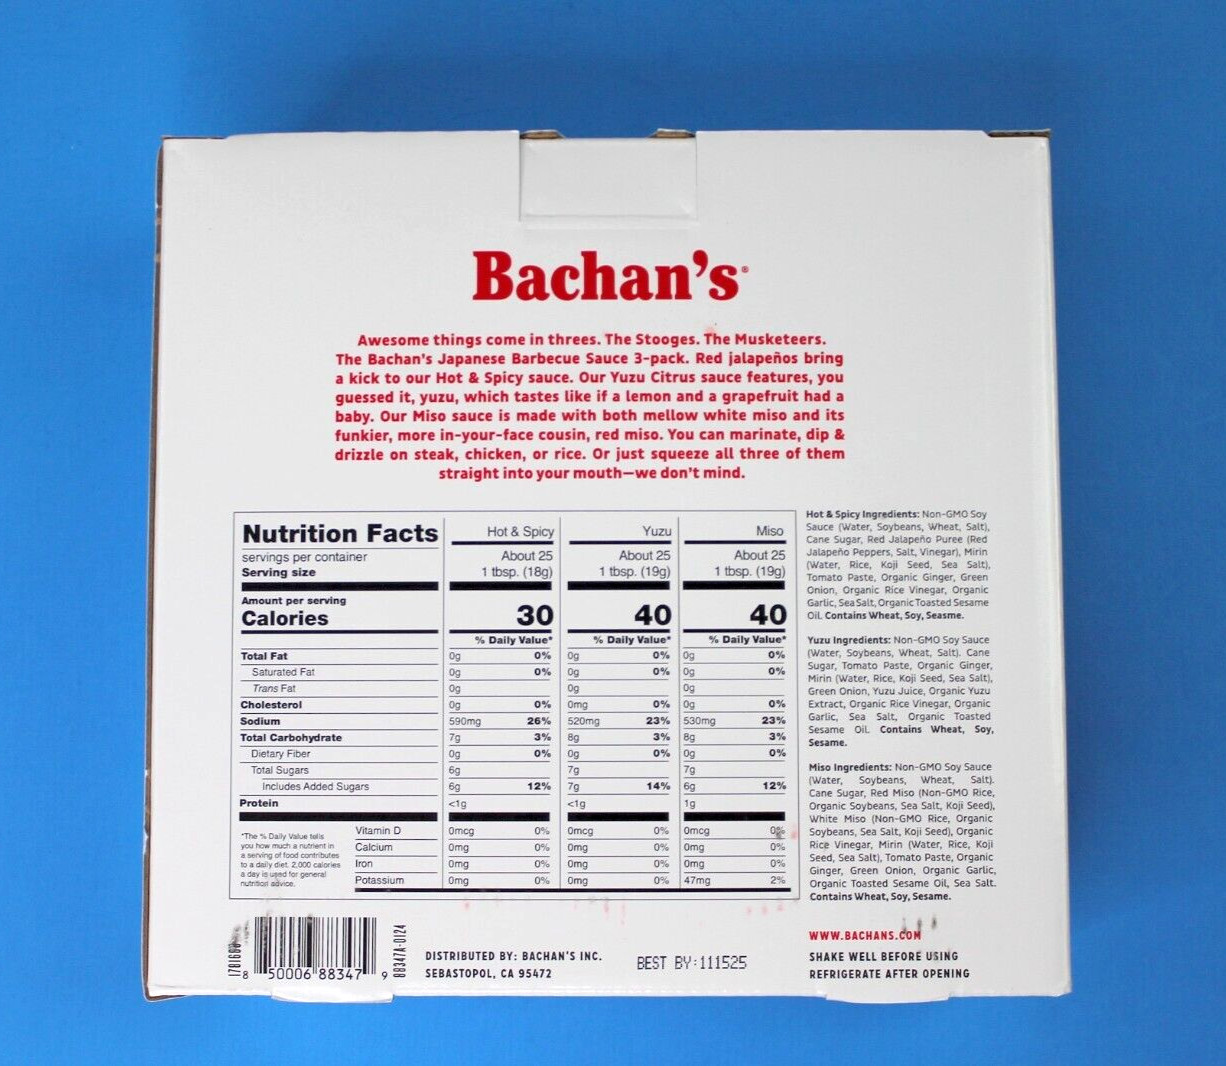 Bachan's®
Awesome things come in threes. The Stooges. The Musketeers.
The Bachan's Japanese Barbecue Sauce 3-pack. Red jalapeños bring
a kick to our Hot & Spicy sauce. Our Yuzu Citrus sauce features, you
guessed it, yuzu, which tastes like if a lemon and a grapefruit had a
baby. Our Miso sauce is made with both mellow white miso and its
funkier, more in-your-face cousin, red miso. You can marinate, dip &
drizzle on steak, chicken, or rice. Or just squeeze all three of them
straight into your mouth—we don't mind.
Nutrition Facts Hot & Spicy Yuzu Miso
servings per container About 25 About 25 About 25
Serving size 1 tbsp. (18g) 1 tbsp. (19g) 1 tbsp. (19g)
Amount per serving
Calories 30 40 40
% Daily Value* % Daily Value* % Daily Value*
Total Fat 0g 0% 0g 0% 0g 0%
Saturated Fat 0g 0% 0g 0% 0g 0%
Trans Fat 0g 0g 0g
Cholesterol 0g 0% 0mg 0% 0g 0%
Sodium 590mg 26% 520mg 23% 530mg 23%
Total Carbohydrate 7g 3% 8g 3% 8g 3%
Dietary Fiber 0g 0% 0g 0% 0g 0%
Total Sugars 6g 7g 7g
Includes Added Sugars 6g 12% 7g 14% 6g 12%
Protein <1g <1g 1g
Vitamin D 0mcg 0% 0mcg 0% 0mcg 0%
Calcium 0mg 0% 0mg 0% 0mg 0%
Iron 0mg 0% 0mg 0% 0mg 0%
Potassium 0mg 0% 0mg 0% 47mg 2%
*The % Daily Value tells
you how much a nutrient in
a serving of food contributes
to a daily diet. 2,000 calories
a day is used for general
nutrition advice.
Hot & Spicy Ingredients: Non-GMO Soy
Sauce (Water, Soybeans, Wheat, Salt),
Cane Sugar, Red Jalapeño Puree (Red
Jalapeño Peppers, Salt, Vinegar), Mirin
(Water, Rice, Koji Seed, Sea Salt),
Tomato Paste, Organic Ginger, Green
Onion, Organic Rice Vinegar, Organic
Garlic, Sea Salt, Organic Toasted Sesame
Oil. Contains Wheat, Soy, Seasme.
Yuzu Ingredients: Non-GMO Soy Sauce
(Water, Soybeans, Wheat, Salt). Cane
Sugar, Tomato Paste, Organic Ginger,
Mirin (Water, Rice, Koji Seed, Sea Salt),
Green Onion, Yuzu Juice, Organic Yuzu
Extract, Organic Rice Vinegar, Organic
Garlic, Sea Salt, Organic Toasted
Sesame Oil. Contains Wheat, Soy,
Sesame.
Miso Ingredients: Non-GMO Soy Sauce
(Water, Soybeans, Wheat, Salt).
Cane Sugar, Red Miso (Non-GMO Rice,
Organic Soybeans, Sea Salt, Koji Seed),
White Miso (Non-GMO Rice, Organic
Soybeans, Sea Salt, Koji Seed), Organic
Rice Vinegar, Mirin (Water, Rice, Koji
Seed, Sea Salt), Tomato Paste, Organic
Ginger, Green Onion, Organic Garlic,
Organic Toasted Sesame Oil, Sea Salt.
Contains Wheat, Soy, Sesame.
8 50006 88347 9
88347A-0124
DISTRIBUTED BY: BACHAN'S INC.
SEBASTOPOL, CA 95472
BEST BY:111525
WWW.BACHANS.COM
SHAKE WELL BEFORE USING
REFRIGERATE AFTER OPENING